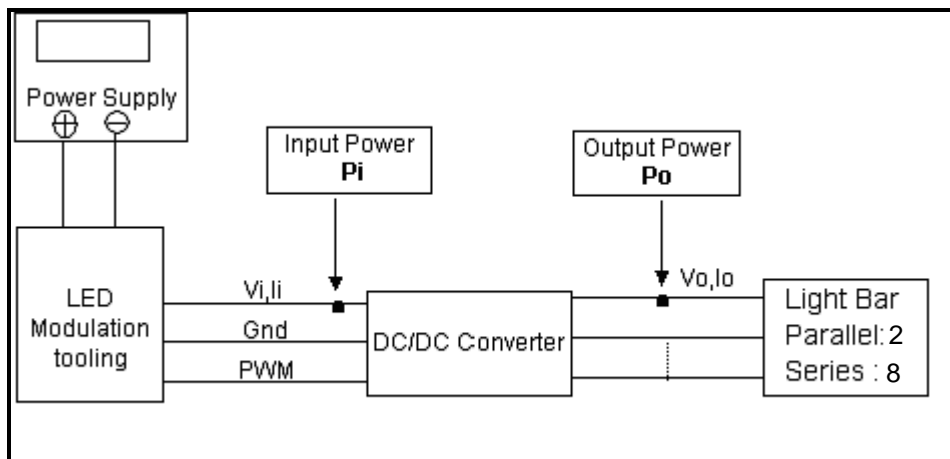 Power Supply
Input Power
Pi
Output Power
Po
LED
Modulation
tooling
Vi,Ii
Gnd
PWM
DC/DC Converter
Vo,Io
Light Bar
Parallel: 2
Series : 8